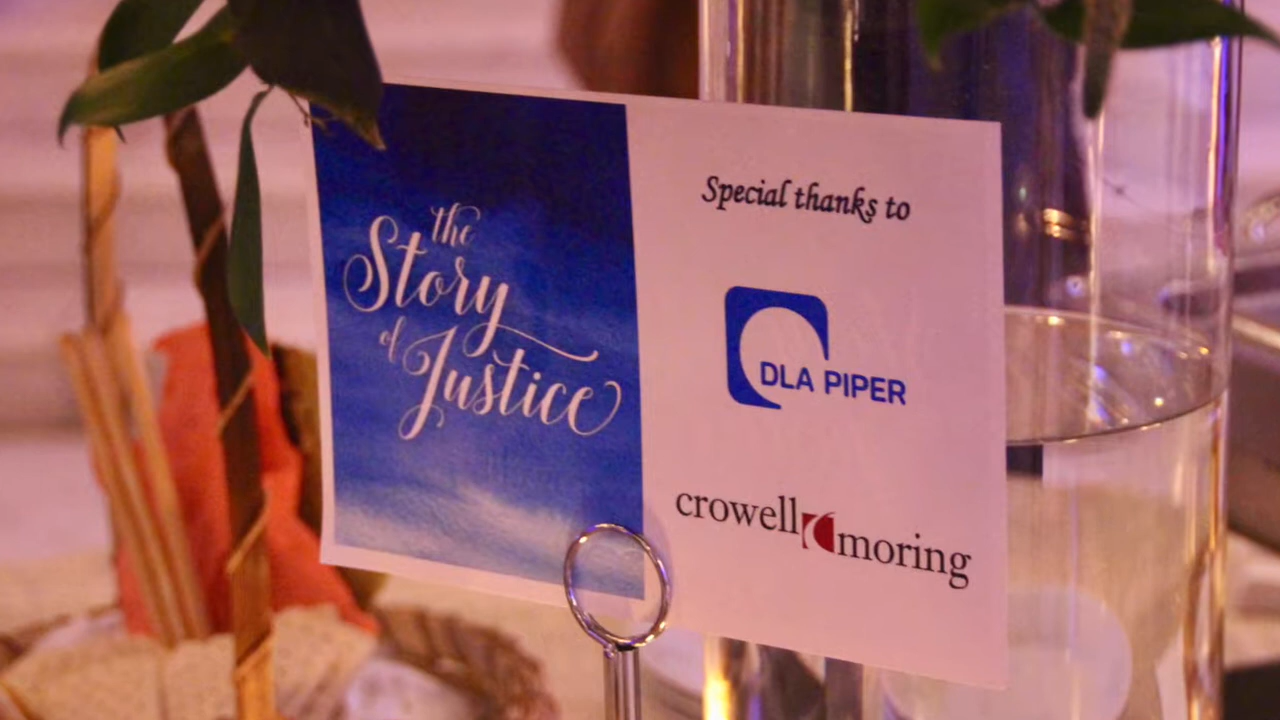 the
Story
of
Justice
Special thanks to
DLA PIPER
crowell moring